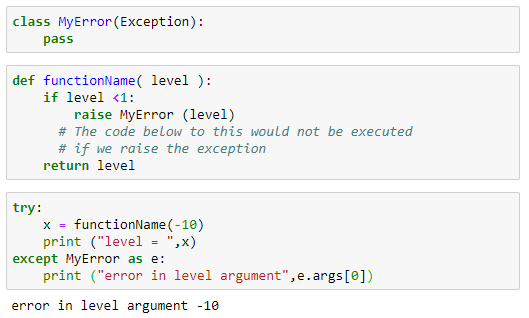 class MyError(Exception):
    pass
def functionName( level ):
    if level <1:
        raise MyError (level)
      # The code below to this would not be executed
      # if we raise the exception
    return level
try:
    x = functionName(-10)
    print ("level = ",x)
except MyError as e:
    print ("error in level argument",e.args[0])
error in level argument -10